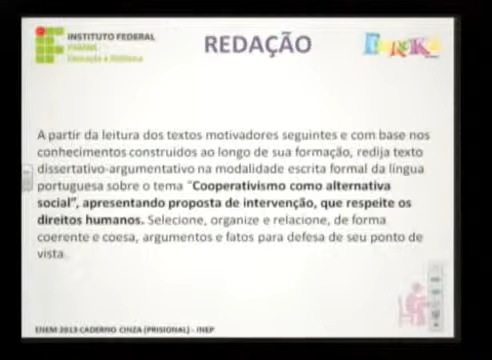 INSTITUTO FEDERAL
PARANÁ
Educação a Distância
REDAÇÃO
EUREKA
A partir da leitura dos textos motivadores seguintes e com base nos
conhecimentos construídos ao longo de sua formação, redija texto
dissertativo-argumentativo na modalidade escrita formal da língua
portuguesa sobre o tema "Cooperativismo como alternativa
social", apresentando proposta de intervenção, que respeite os
direitos humanos. Selecione, organize e relacione, de forma
coerente e coesa, argumentos e fatos para defesa de seu ponto de
vista.
ENEM 2013 CADERNO CINZA (PRISIONAL) - INEP